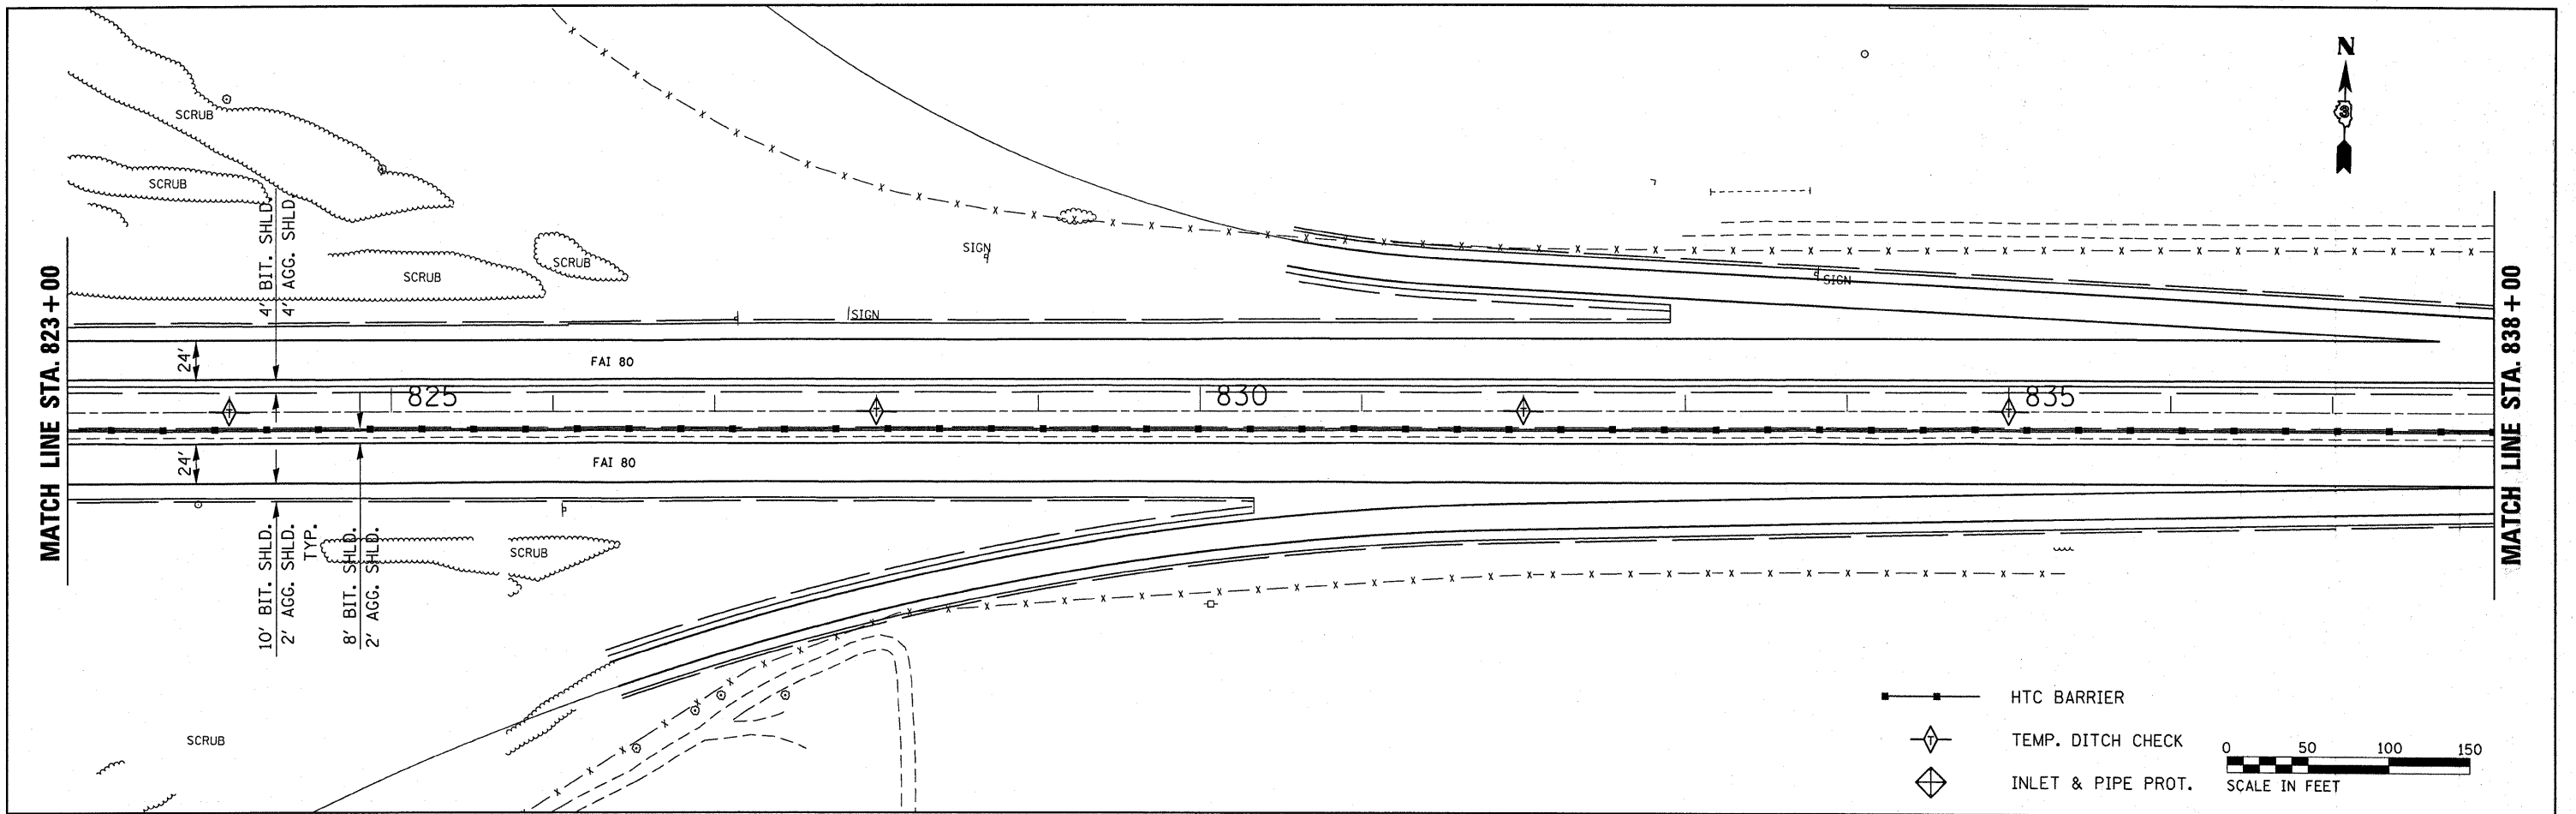 N
3
SCRUB
SCRUB
SCRUB
SCRUB
4' BIT. SHLD.
4' AGG. SHLD.
SIGN
SIGN
SIGN
MATCH LINE STA. 823+00
MATCH LINE STA. 838+00
24'
FAI 80
825
830
835
T
T
T
T
24'
FAI 80
10' BIT. SHLD.
2' AGG. SHLD.
TYP.
8' BIT. SHLD.
2' AGG. SHLD.
SCRUB
SCRUB
HTC BARRIER
T
TEMP. DITCH CHECK
INLET & PIPE PROT.
0 50 100 150
SCALE IN FEET